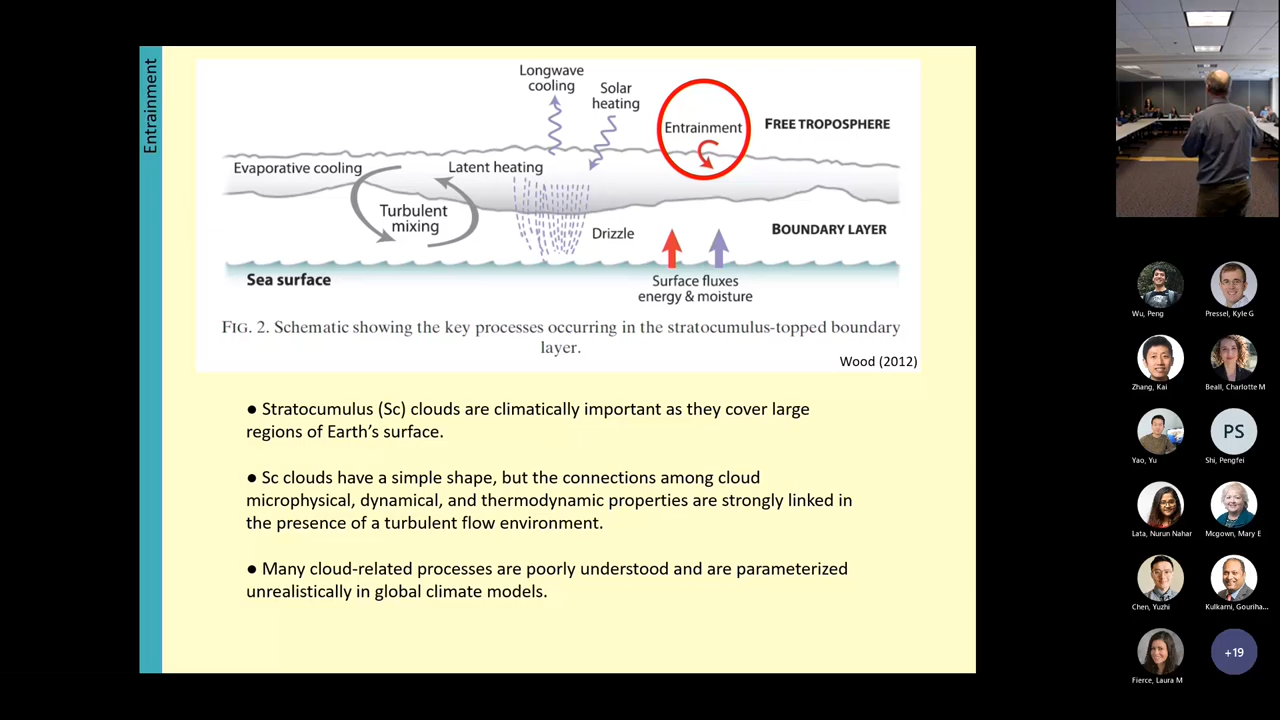 Entrainment
Longwave
cooling
Solar
heating
Entrainment
FREE TROPOSPHERE
Evaporative cooling
Latent heating
Turbulent
mixing
Drizzle
BOUNDARY LAYER
Sea surface
Surface fluxes
energy & moisture
FIG. 2. Schematic showing the key processes occurring in the stratocumulus-topped boundary
layer.
Wood (2012)
● Stratocumulus (Sc) clouds are climatically important as they cover large
regions of Earth’s surface.
● Sc clouds have a simple shape, but the connections among cloud
microphysical, dynamical, and thermodynamic properties are strongly linked in
the presence of a turbulent flow environment.
● Many cloud-related processes are poorly understood and are parameterized
unrealistically in global climate models.
Wu, Peng
Pressel, Kyle G
Zhang, Kai
Beall, Charlotte M
Yao, Yu
PS
Shi, Pengfei
Lata, Nurun Nahar
Mcgown, Mary E
Chen, Yuzhi
Kulkarni, Gouriha...
Fierce, Laura M
+19